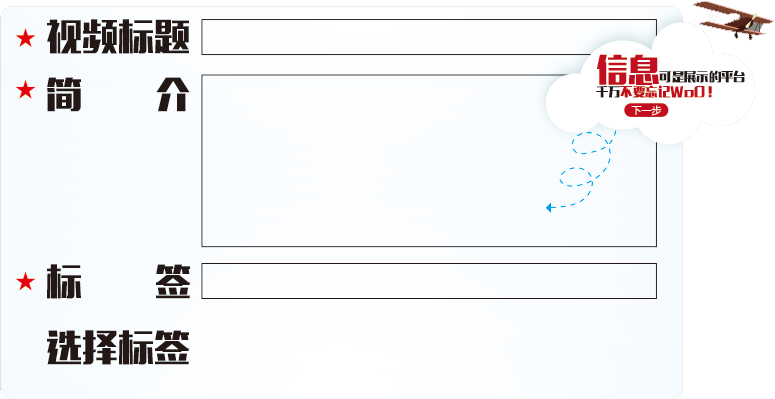 ★ 视频标题
信息可是展示的平台
★ 简 介
千万不要忘记WoO!
下一步
★ 标 签
选择标签